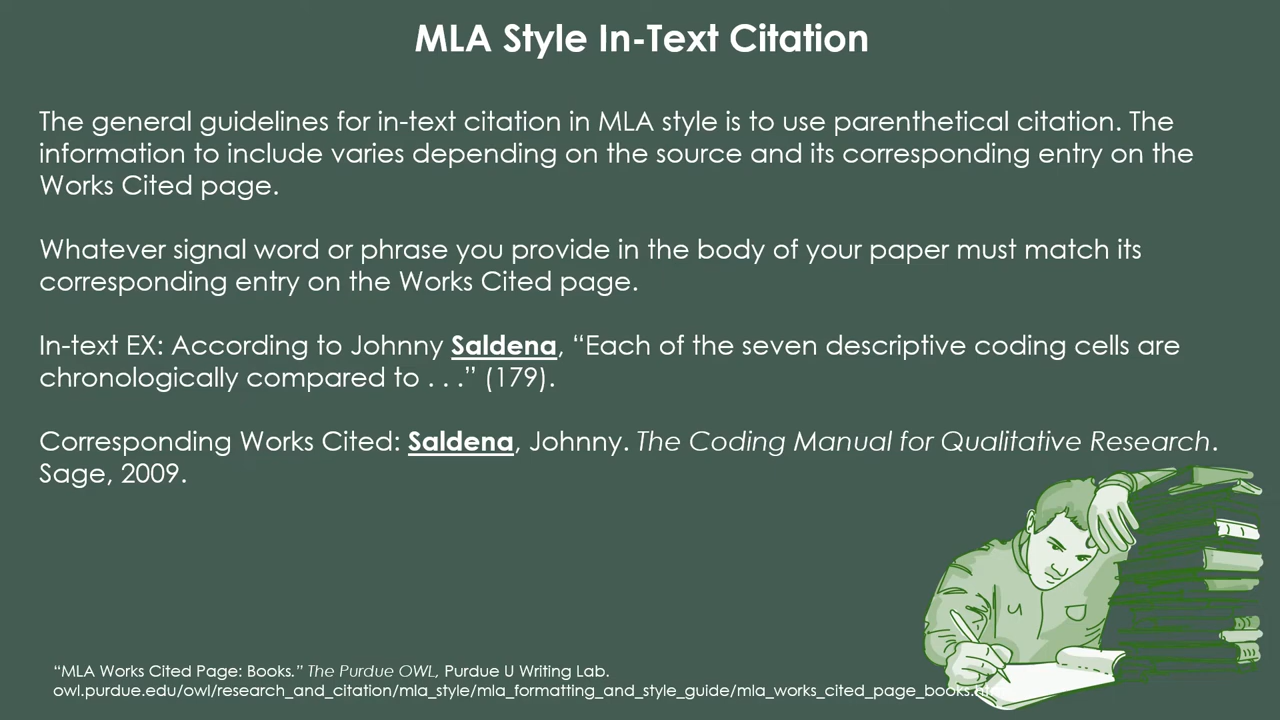 MLA Style In-Text Citation
The general guidelines for in-text citation in MLA style is to use parenthetical citation. The
information to include varies depending on the source and its corresponding entry on the
Works Cited page.
Whatever signal word or phrase you provide in the body of your paper must match its
corresponding entry on the Works Cited page.
In-text EX: According to Johnny Saldena, “Each of the seven descriptive coding cells are
chronologically compared to . . .” (179).
Corresponding Works Cited: Saldena, Johnny. The Coding Manual for Qualitative Research.
Sage, 2009.
“MLA Works Cited Page: Books.” The Purdue OWL, Purdue U Writing Lab.
owl.purdue.edu/owl/research_and_citation/mla_style/mla_formatting_and_style_guide/mla_works_cited_page_books.html